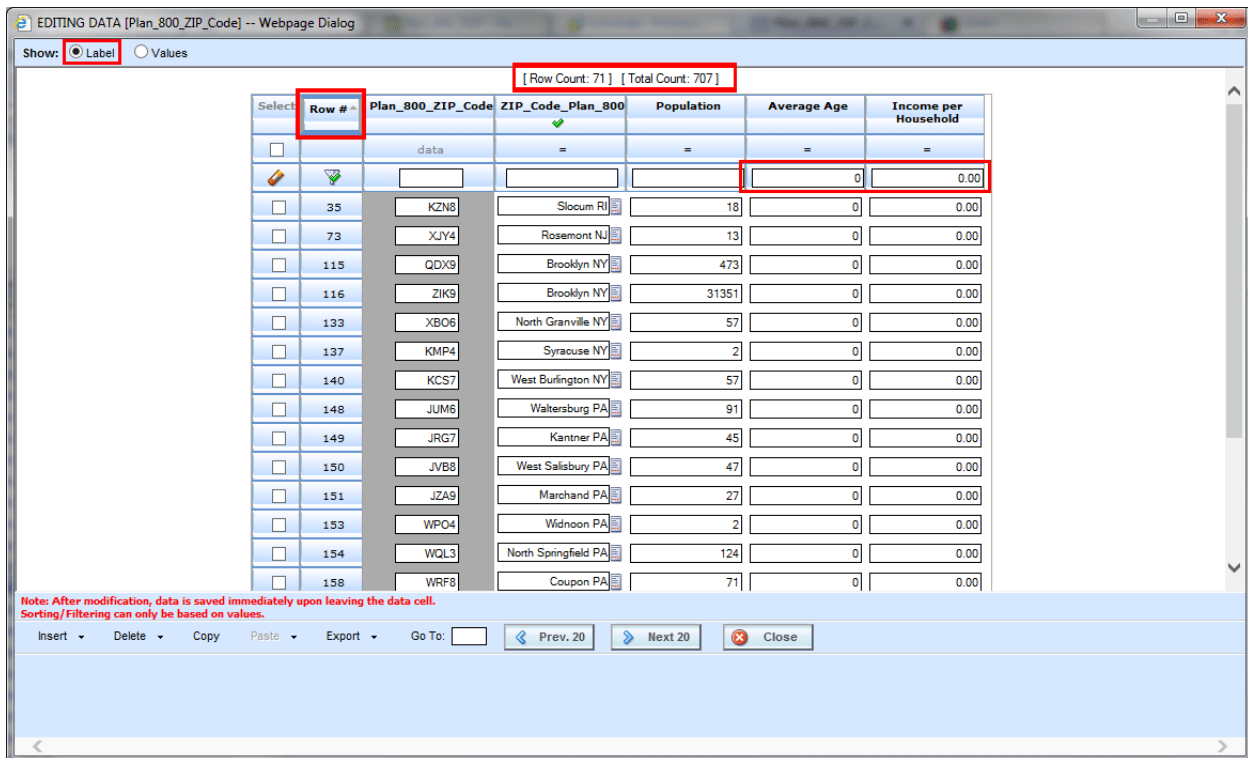 EDITING DATA [Plan_800_ZIP_Code] -- Webpage Dialog
Show: Label Values
[ Row Count: 71 ] [ Total Count: 707 ]
Select Row # Plan_800_ZIP_Code ZIP_Code_Plan_800 Population Average Age Income per Household
data = = = =
0 0.00
35 KZN8 Slocum RI 18 0 0.00
73 XJY4 Rosemont NJ 13 0 0.00
115 QDX9 Brooklyn NY 473 0 0.00
116 ZIK9 Brooklyn NY 31351 0 0.00
133 XBO6 North Granville NY 57 0 0.00
137 KMP4 Syracuse NY 2 0 0.00
140 KCS7 West Burlington NY 57 0 0.00
148 JUM6 Waltersburg PA 91 0 0.00
149 JRG7 Kantner PA 45 0 0.00
150 JVB8 West Salisbury PA 47 0 0.00
151 JZA9 Marchand PA 27 0 0.00
153 WPO4 Widnoon PA 2 0 0.00
154 WQL3 North Springfield PA 124 0 0.00
158 WRF8 Coupon PA 71 0 0.00
Note: After modification, data is saved immediately upon leaving the data cell.
Sorting/Filtering can only be based on values.
Insert Delete Copy Paste Export Go To: Prev. 20 Next 20 Close